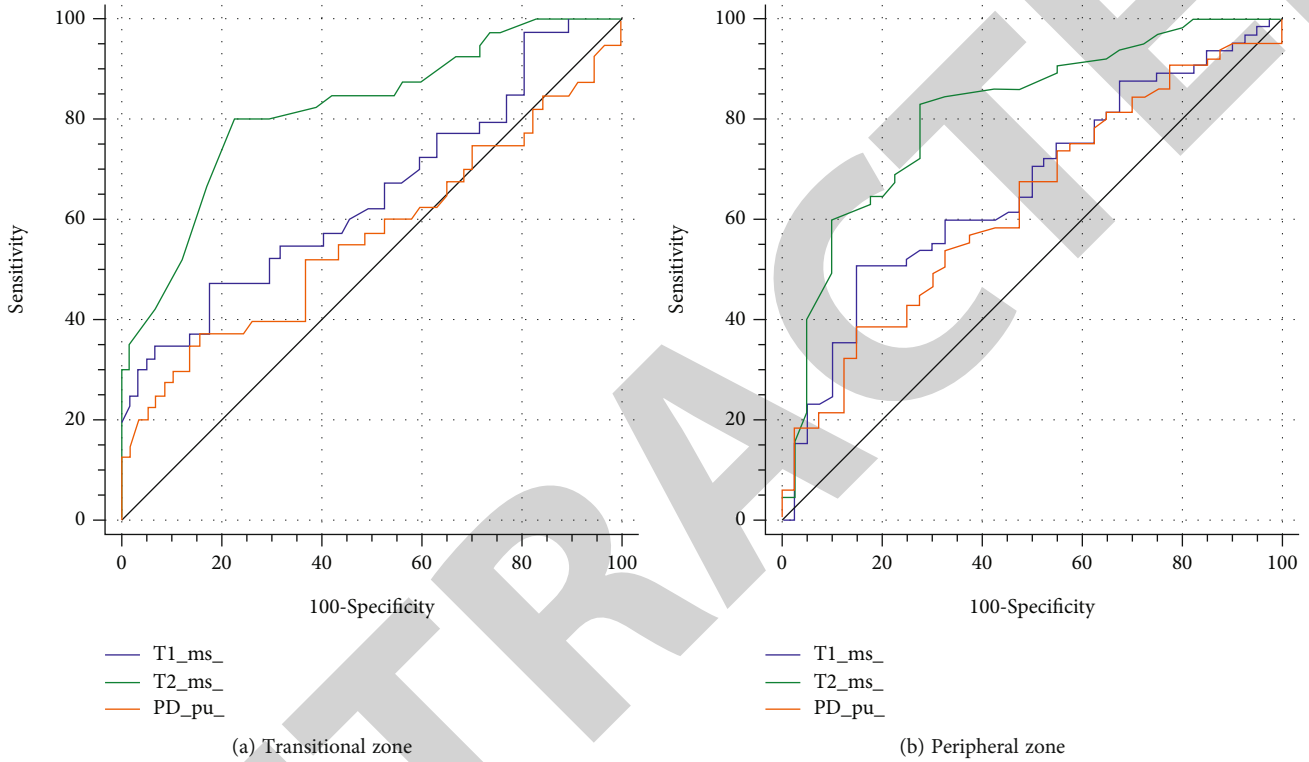 100
80
60
40
20
0
Sensitivity
0 20 40 60 80 100
100-Specificity
T1_ms_
T2_ms_
PD_pu_
(a) Transitional zone
100
80
60
40
20
0
Sensitivity
0 20 40 60 80 100
100-Specificity
T1_ms_
T2_ms_
PD_pu_
(b) Peripheral zone
TRACTE